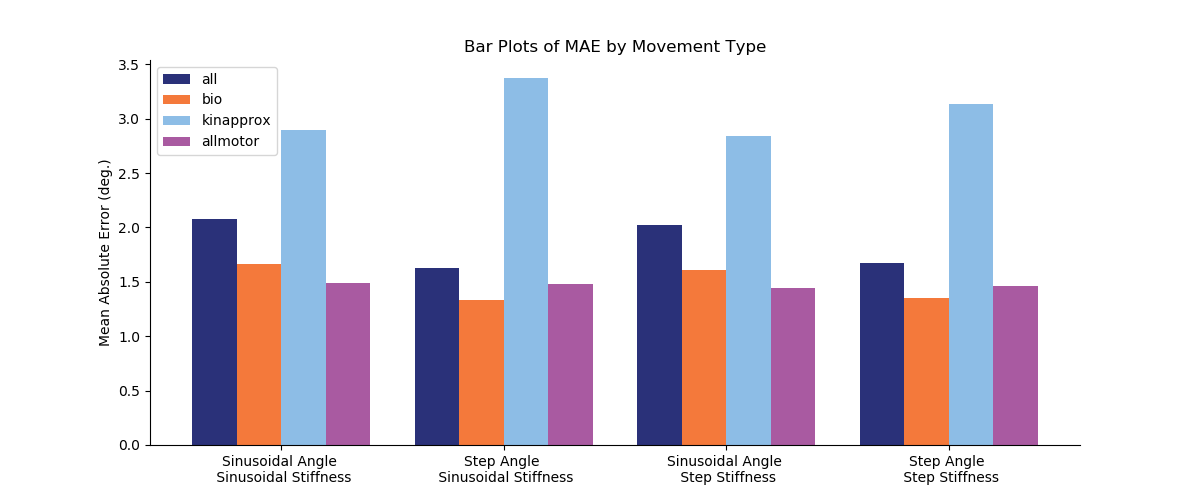 Bar Plots of MAE by Movement Type
Mean Absolute Error (deg.)
3.5
3.0
2.5
2.0
1.5
1.0
0.5
0.0
all
bio
kinapprox
allmotor
Sinusoidal Angle
Sinusoidal Stiffness
Step Angle
Sinusoidal Stiffness
Sinusoidal Angle
Step Stiffness
Step Angle
Step Stiffness